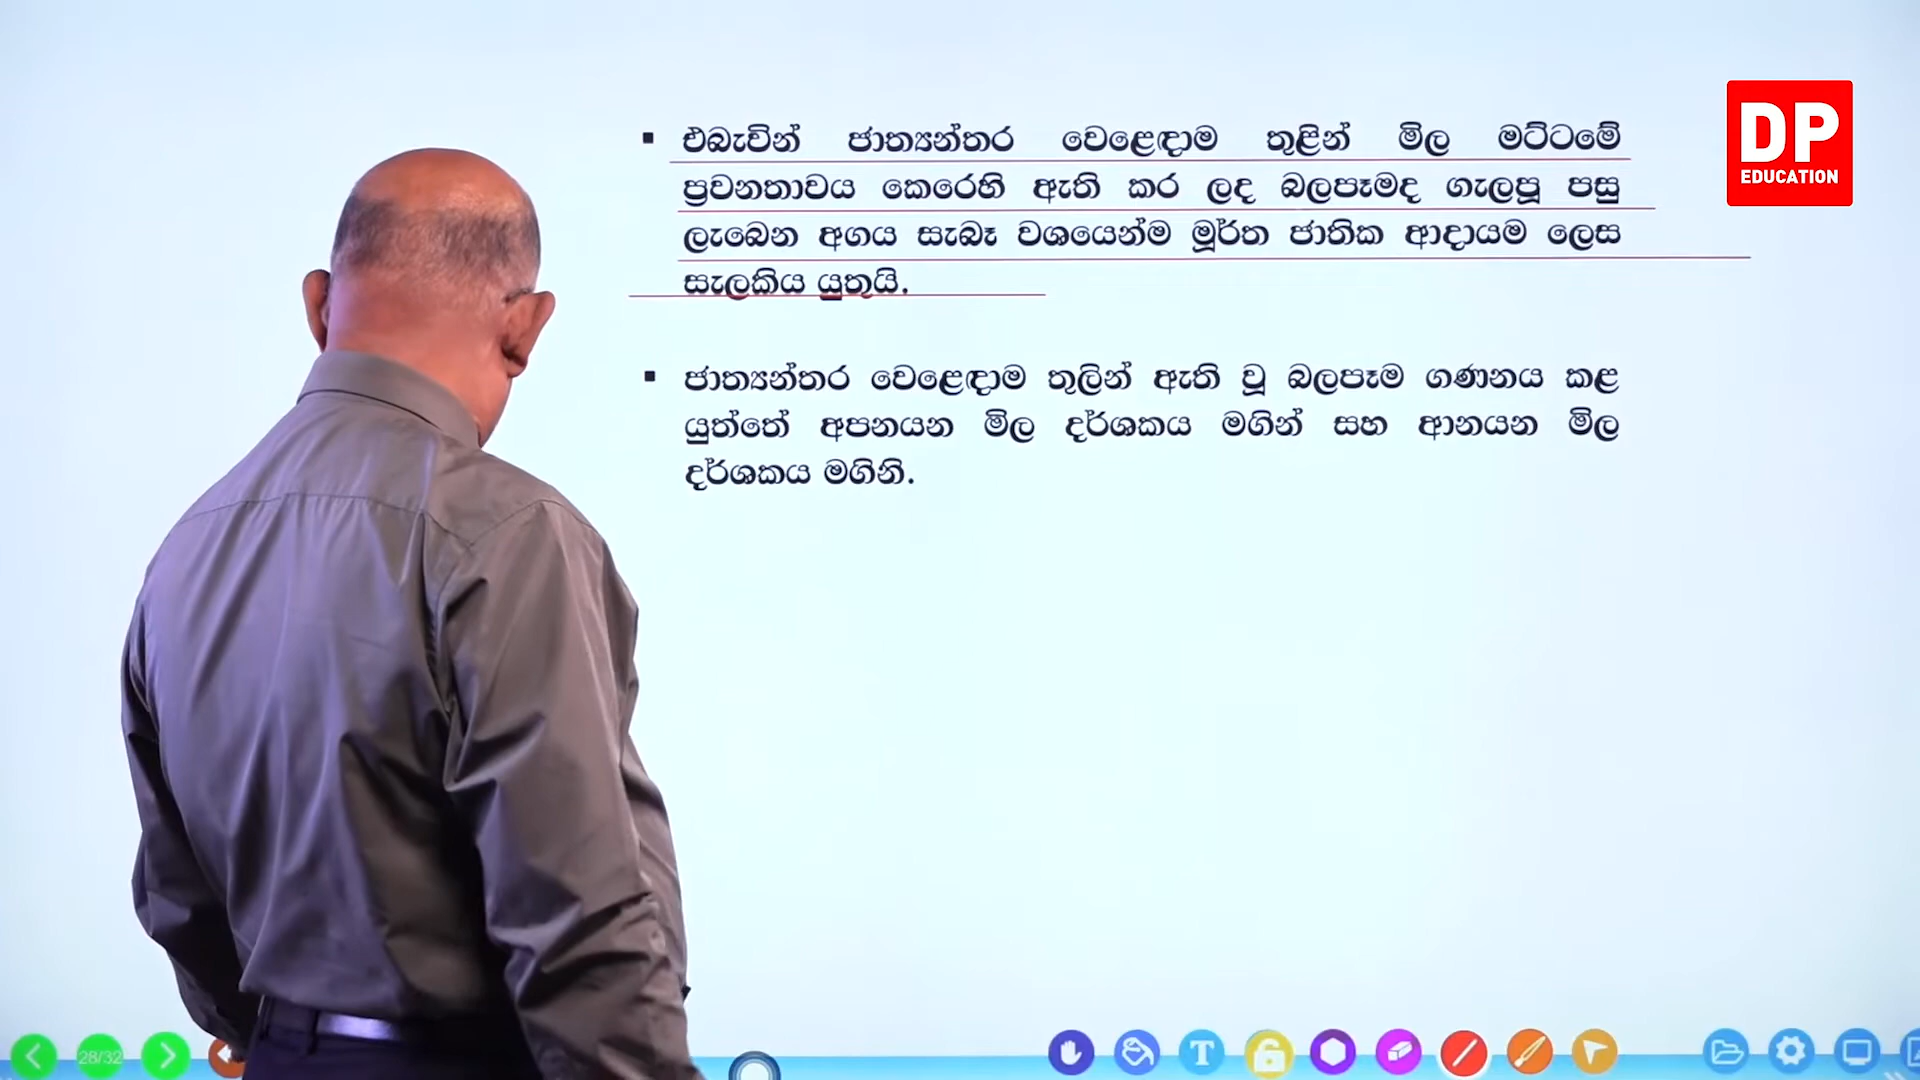 DP
EDUCATION
▪ එබැවින් ජාත්‍යන්තර වෙළෙඳාම තුළින් මිල මට්ටමේ
ප්‍රවනතාවය කෙරෙහි ඇති කර ලද බලපෑමද ගැලපූ පසු
ලැබෙන අගය සැබෑ වශයෙන්ම මූර්ත ජාතික ආදායම ලෙස
සැලකිය යුතුයි.
▪ ජාත්‍යන්තර වෙළෙඳාම තුලින් ඇති වූ බලපෑම ගණනය කළ
යුත්තේ අපනයන මිල දර්ශකය මගින් සහ ආනයන මිල
දර්ශකය මගිනි.
28/32
T